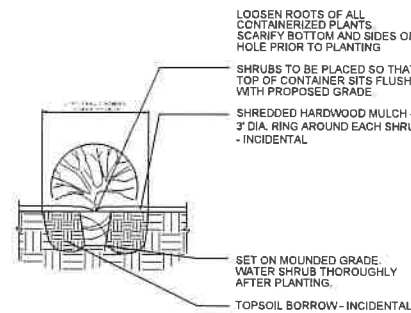 LOOSEN ROOTS OF ALL
CONTAINERIZED PLANTS
SCARIFY BOTTOM AND SIDES OF
HOLE PRIOR TO PLANTING
SHRUBS TO BE PLACED SO THAT
TOP OF CONTAINER SITS FLUSH
WITH PROPOSED GRADE
SHREDDED HARDWOOD MULCH -
3' DIA. RING AROUND EACH SHRU
- INCIDENTAL
SET ON MOUNDED GRADE.
WATER SHRUB THOROUGHLY
AFTER PLANTING.
TOPSOIL BORROW - INCIDENTAL